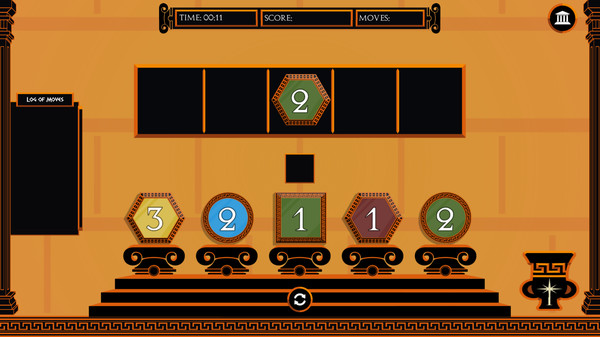 TIME: 00:11 SCORE: MOVES:
LOG OF MOVES
2
3 2 1 1 2